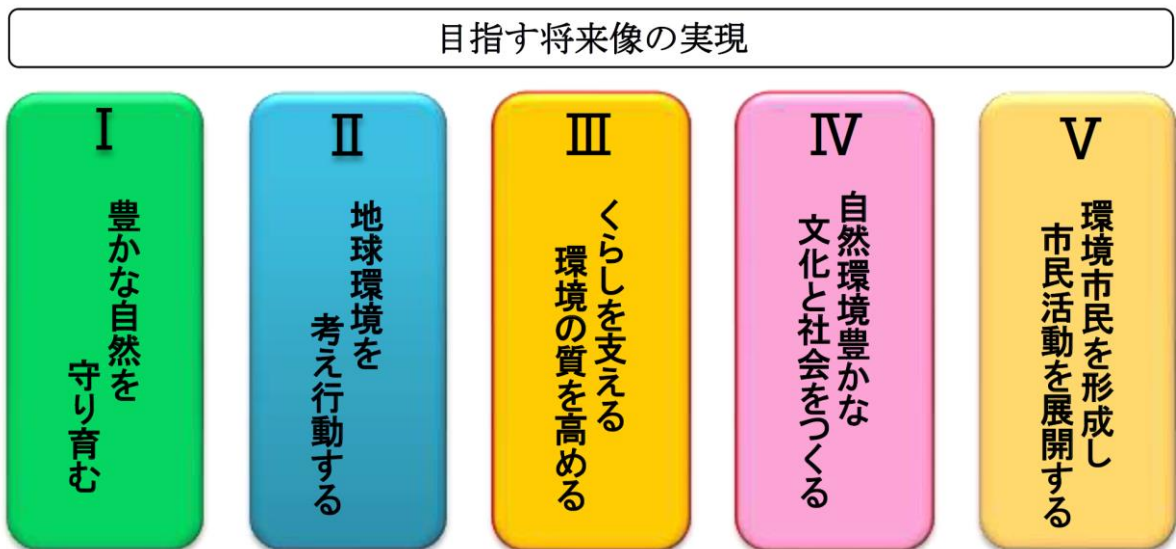 目指す将来像の実現
Ⅰ
豊かな自然を
守り育む
Ⅱ
地球環境を
考え行動する
Ⅲ
くらしを支える
環境の質を高める
Ⅳ
自然環境豊かな
文化と社会をつくる
Ⅴ
環境市民を形成し
市民活動を展開する